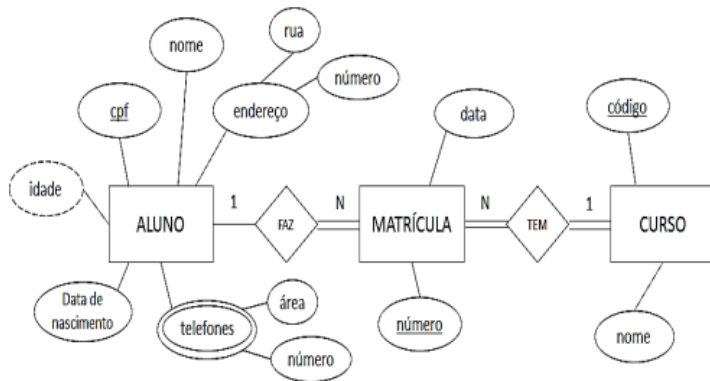 rua
nome
número
cpf
endereço
data
código
idade
1
N
N
1
ALUNO
FAZ
MATRÍCULA
TEM
CURSO
Data de
nascimento
telefones
área
número
número
nome